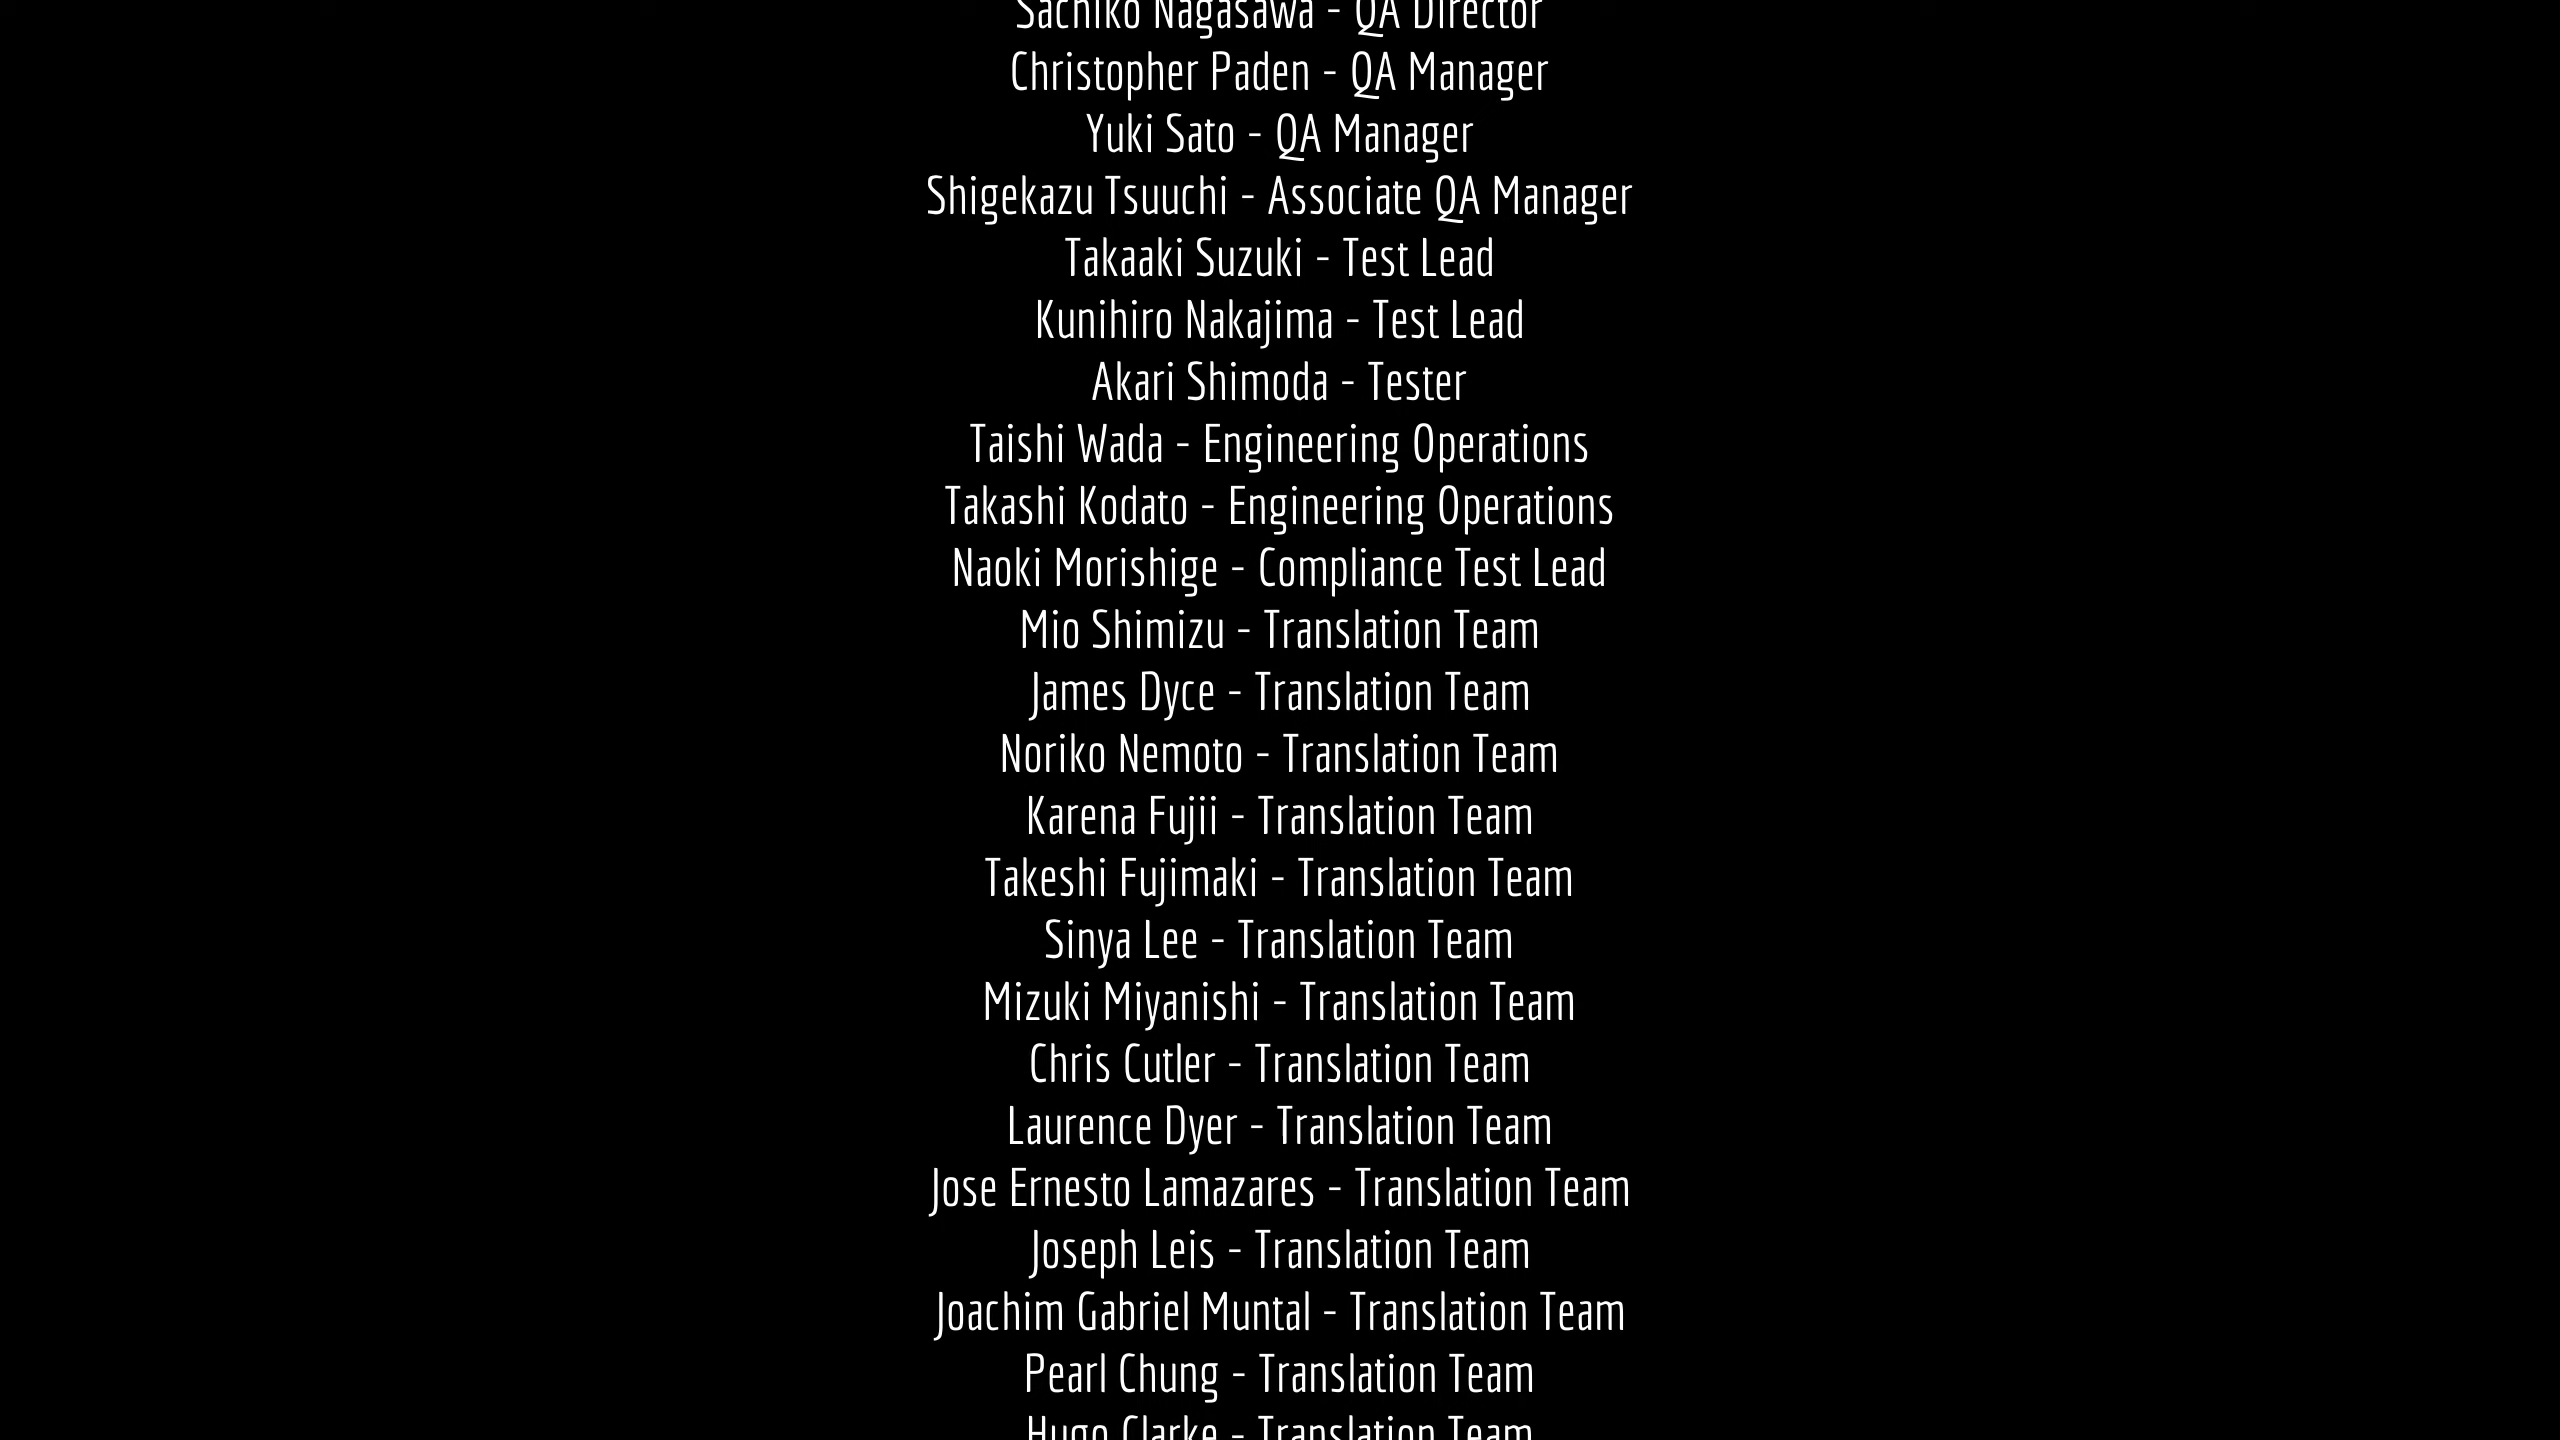 Sachiko Nagasawa - QA Director
Christopher Paden - QA Manager
Yuki Sato - QA Manager
Shigekazu Tsuuchi - Associate QA Manager
Takaaki Suzuki - Test Lead
Kunihiro Nakajima - Test Lead
Akari Shimoda - Tester
Taishi Wada - Engineering Operations
Takashi Kodato - Engineering Operations
Naoki Morishige - Compliance Test Lead
Mio Shimizu - Translation Team
James Dyce - Translation Team
Noriko Nemoto - Translation Team
Karena Fujii - Translation Team
Takeshi Fujimaki - Translation Team
Sinya Lee - Translation Team
Mizuki Miyanishi - Translation Team
Chris Cutler - Translation Team
Laurence Dyer - Translation Team
Jose Ernesto Lamazares - Translation Team
Joseph Leis - Translation Team
Joachim Gabriel Muntal - Translation Team
Pearl Chung - Translation Team
Hugo Clarke - Translation Team